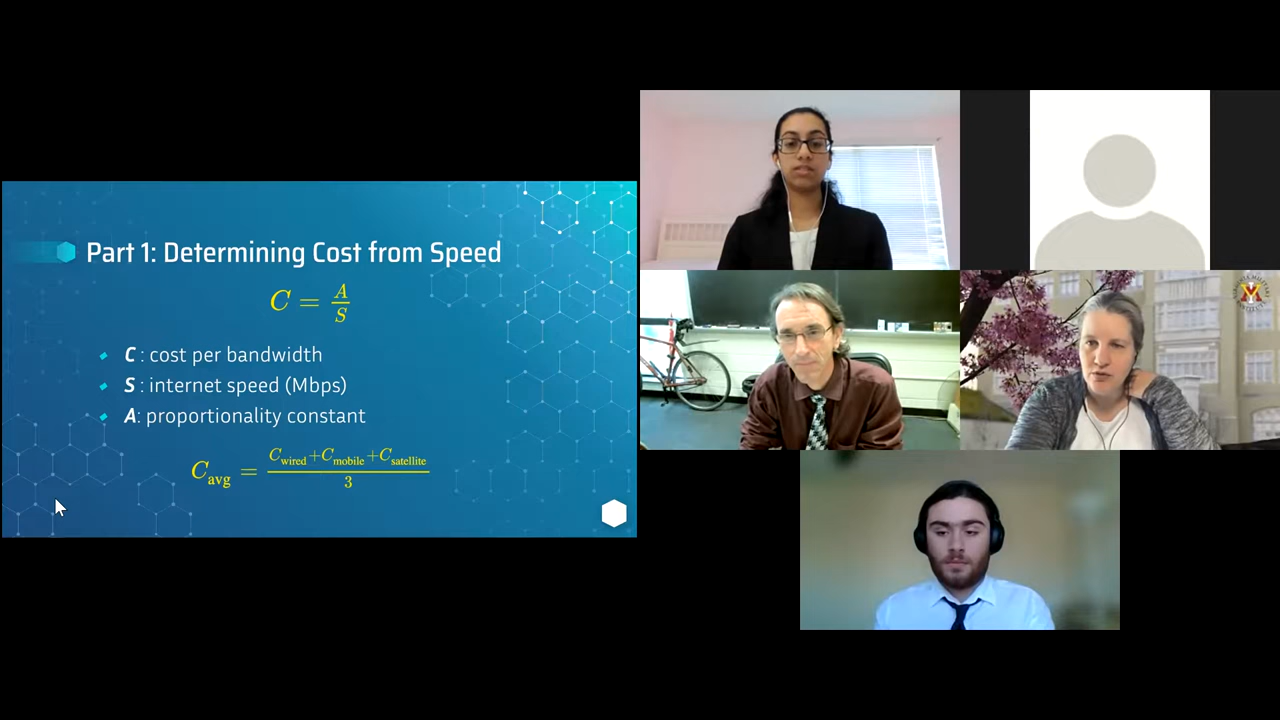 Part 1: Determining Cost from Speed
C = A/S
C : cost per bandwidth
S : internet speed (Mbps)
A: proportionality constant
C_avg = (C_wired + C_mobile + C_satellite)/3